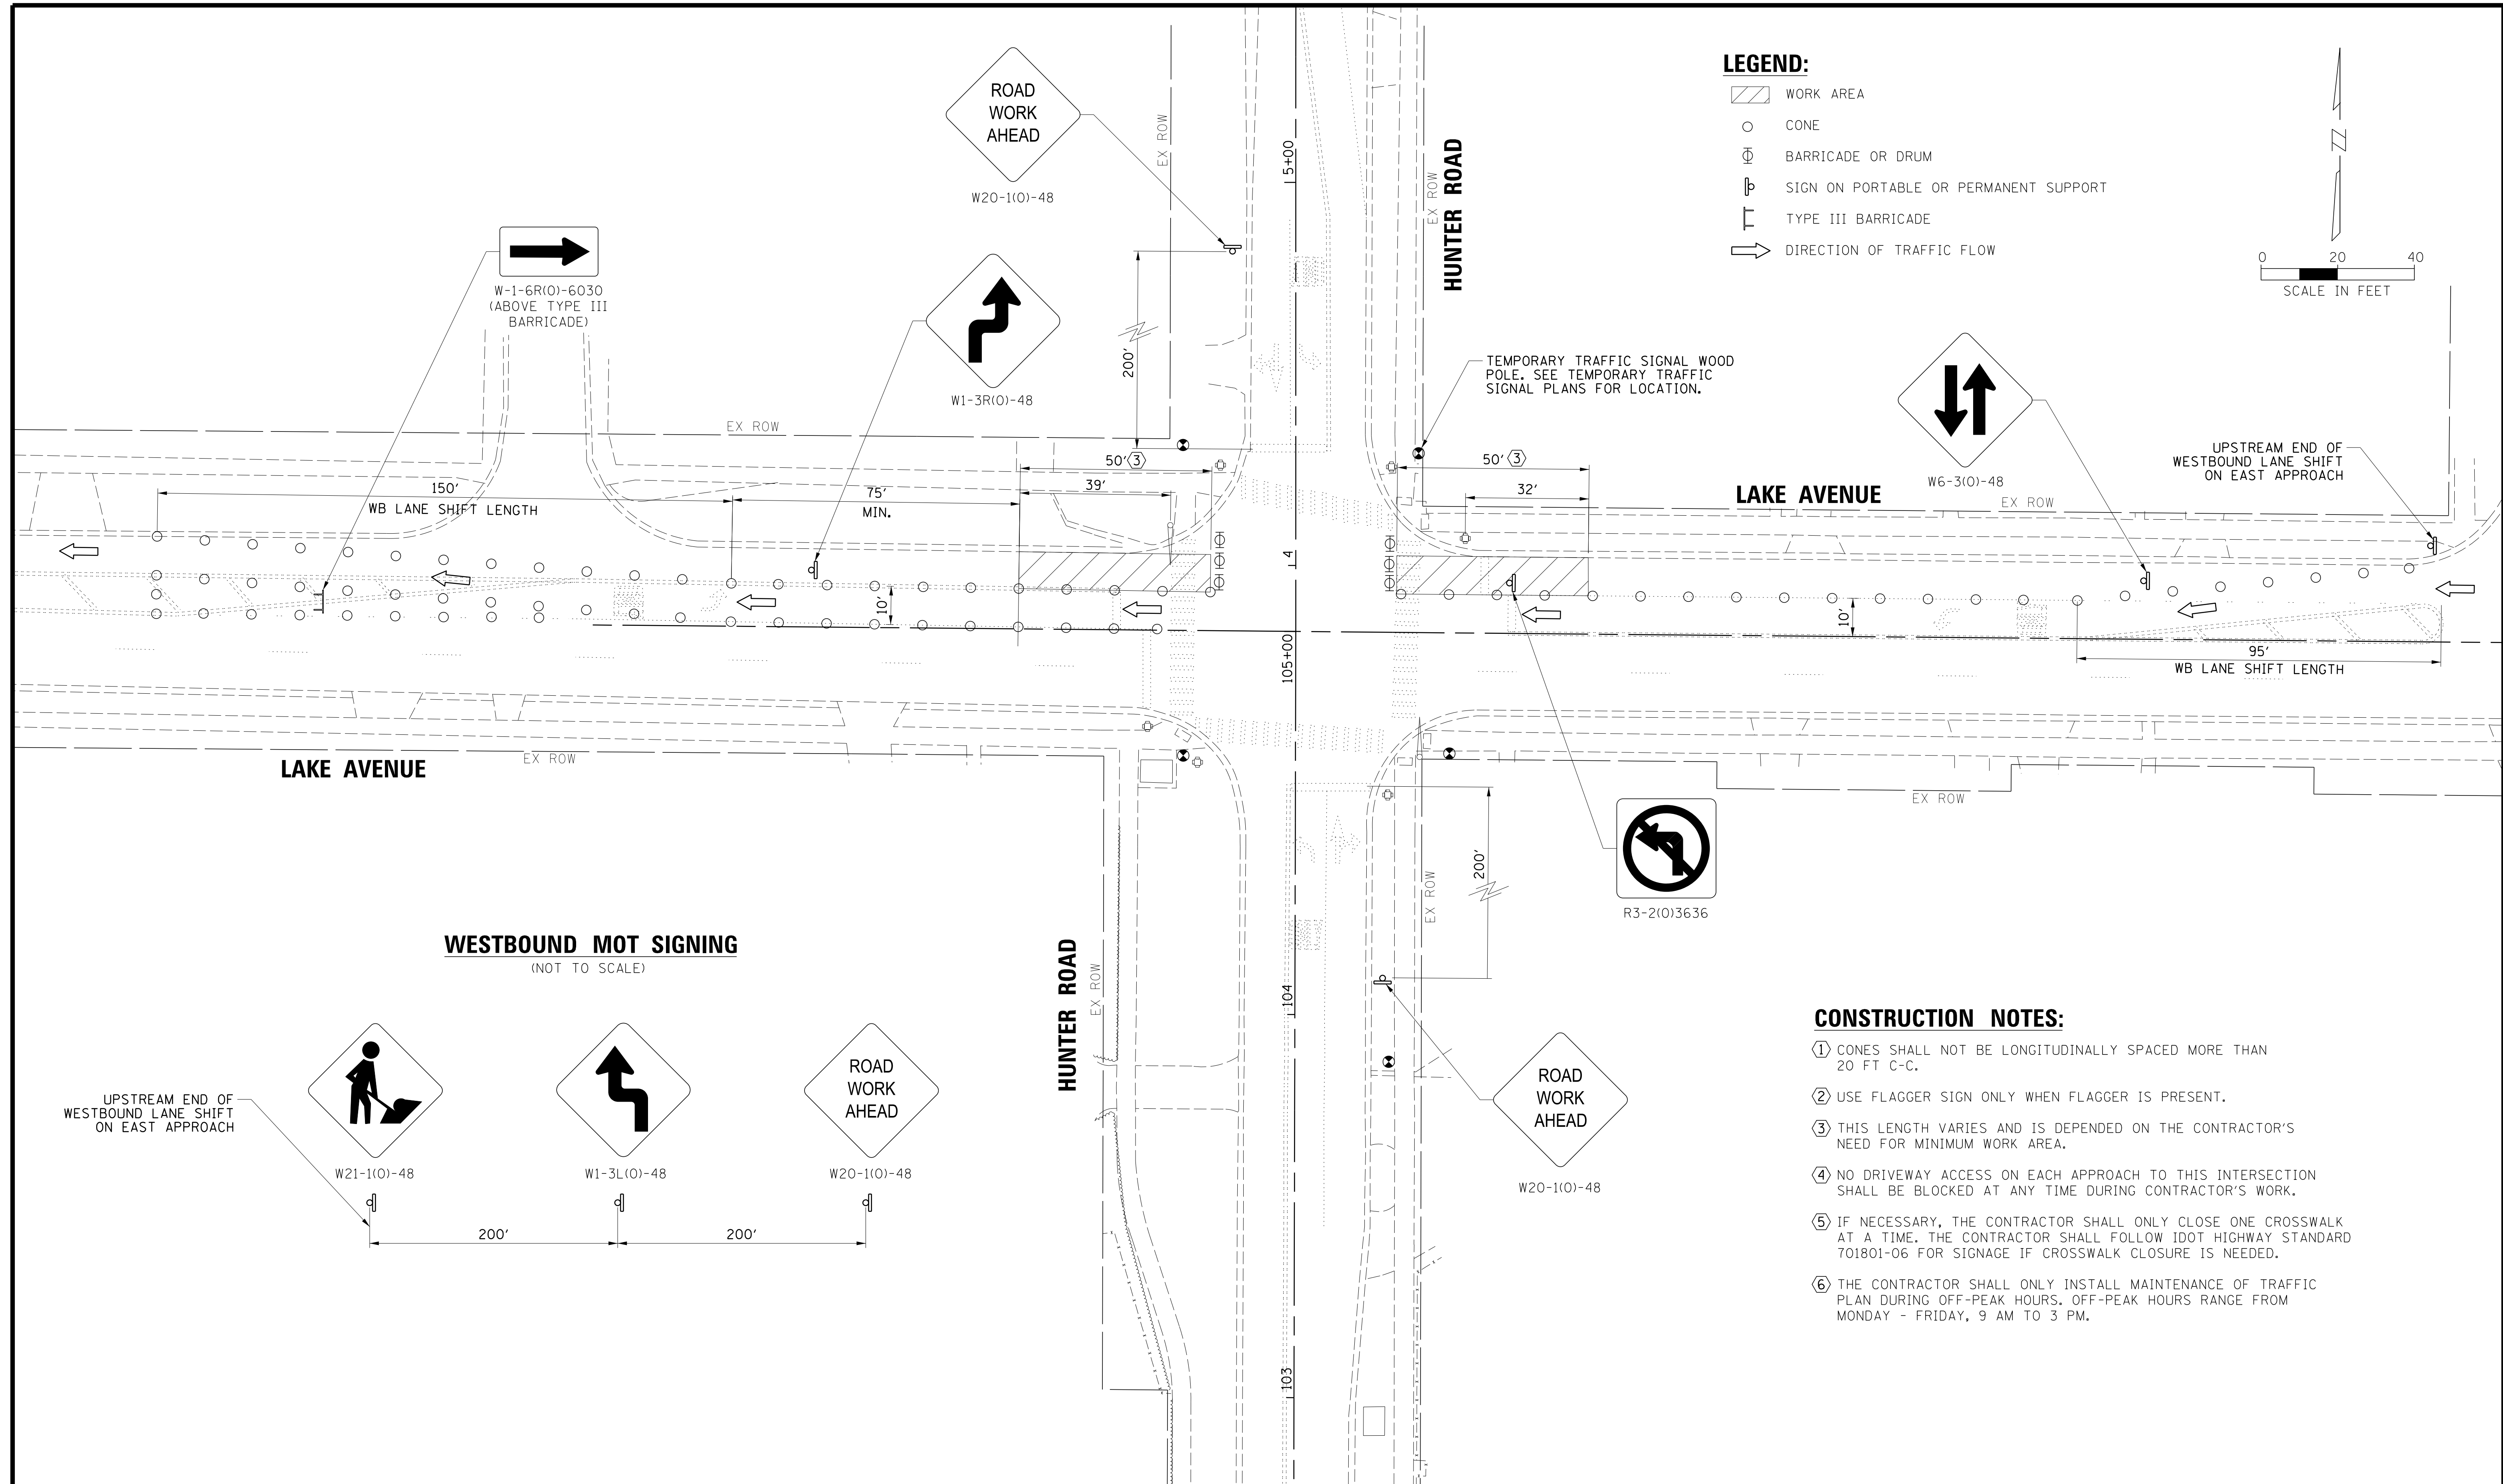 ROAD
WORK
AHEAD
W20-1(O)-48
W-1-6R(O)-6030
(ABOVE TYPE III
BARRICADE)
W1-3R(O)-48
EX ROW
5+00
EX ROW
HUNTER ROAD
LEGEND:
WORK AREA
CONE
BARRICADE OR DRUM
SIGN ON PORTABLE OR PERMANENT SUPPORT
TYPE III BARRICADE
DIRECTION OF TRAFFIC FLOW
N
0 20 40
SCALE IN FEET
200'
TEMPORARY TRAFFIC SIGNAL WOOD
POLE. SEE TEMPORARY TRAFFIC
SIGNAL PLANS FOR LOCATION.
W6-3(O)-48
UPSTREAM END OF
WESTBOUND LANE SHIFT
ON EAST APPROACH
EX ROW
150'
WB LANE SHIFT LENGTH
75'
MIN.
50' 3
39'
50' 3
32'
LAKE AVENUE
EX ROW
4
10'
10'
105+00
95'
WB LANE SHIFT LENGTH
LAKE AVENUE
EX ROW
EX ROW
200'
R3-2(O)3636
EX ROW
WESTBOUND MOT SIGNING
(NOT TO SCALE)
HUNTER ROAD
EX ROW
104
UPSTREAM END OF
WESTBOUND LANE SHIFT
ON EAST APPROACH
W21-1(O)-48
W1-3L(O)-48
ROAD
WORK
AHEAD
W20-1(O)-48
200'
200'
ROAD
WORK
AHEAD
W20-1(O)-48
103
CONSTRUCTION NOTES:
1 CONES SHALL NOT BE LONGITUDINALLY SPACED MORE THAN
20 FT C-C.
2 USE FLAGGER SIGN ONLY WHEN FLAGGER IS PRESENT.
3 THIS LENGTH VARIES AND IS DEPENDED ON THE CONTRACTOR'S
NEED FOR MINIMUM WORK AREA.
4 NO DRIVEWAY ACCESS ON EACH APPROACH TO THIS INTERSECTION
SHALL BE BLOCKED AT ANY TIME DURING CONTRACTOR'S WORK.
5 IF NECESSARY, THE CONTRACTOR SHALL ONLY CLOSE ONE CROSSWALK
AT A TIME. THE CONTRACTOR SHALL FOLLOW IDOT HIGHWAY STANDARD
701801-06 FOR SIGNAGE IF CROSSWALK CLOSURE IS NEEDED.
6 THE CONTRACTOR SHALL ONLY INSTALL MAINTENANCE OF TRAFFIC
PLAN DURING OFF-PEAK HOURS. OFF-PEAK HOURS RANGE FROM
MONDAY - FRIDAY, 9 AM TO 3 PM.